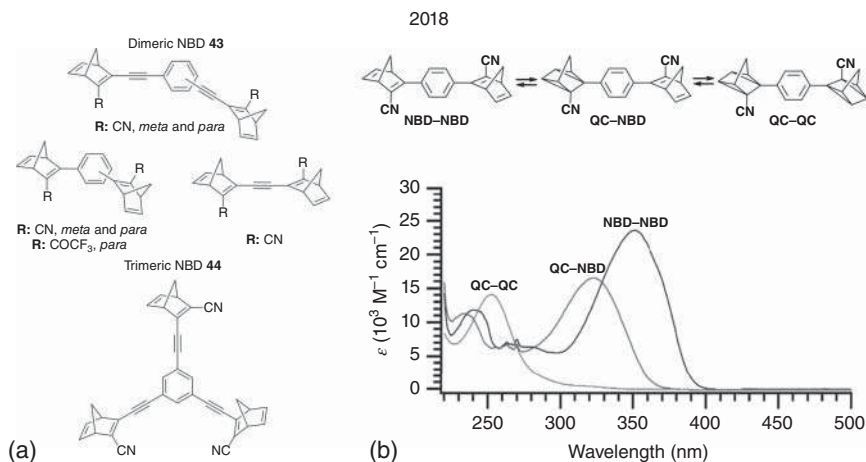 2018
Dimeric NBD 43
R
R
R: CN, meta and para
R
R
R: CN, meta and para
R: COCF3, para
R
R
R: CN
Trimeric NBD 44
CN
CN
NC
(a)
CN
CN
NBD–NBD
CN
CN
QC–NBD
CN
CN
QC–QC
30
25
20
15
10
5
0
ε (10³ M⁻¹ cm⁻¹)
NBD–NBD
QC–NBD
QC–QC
250 300 350 400 450 500
Wavelength (nm)
(b)